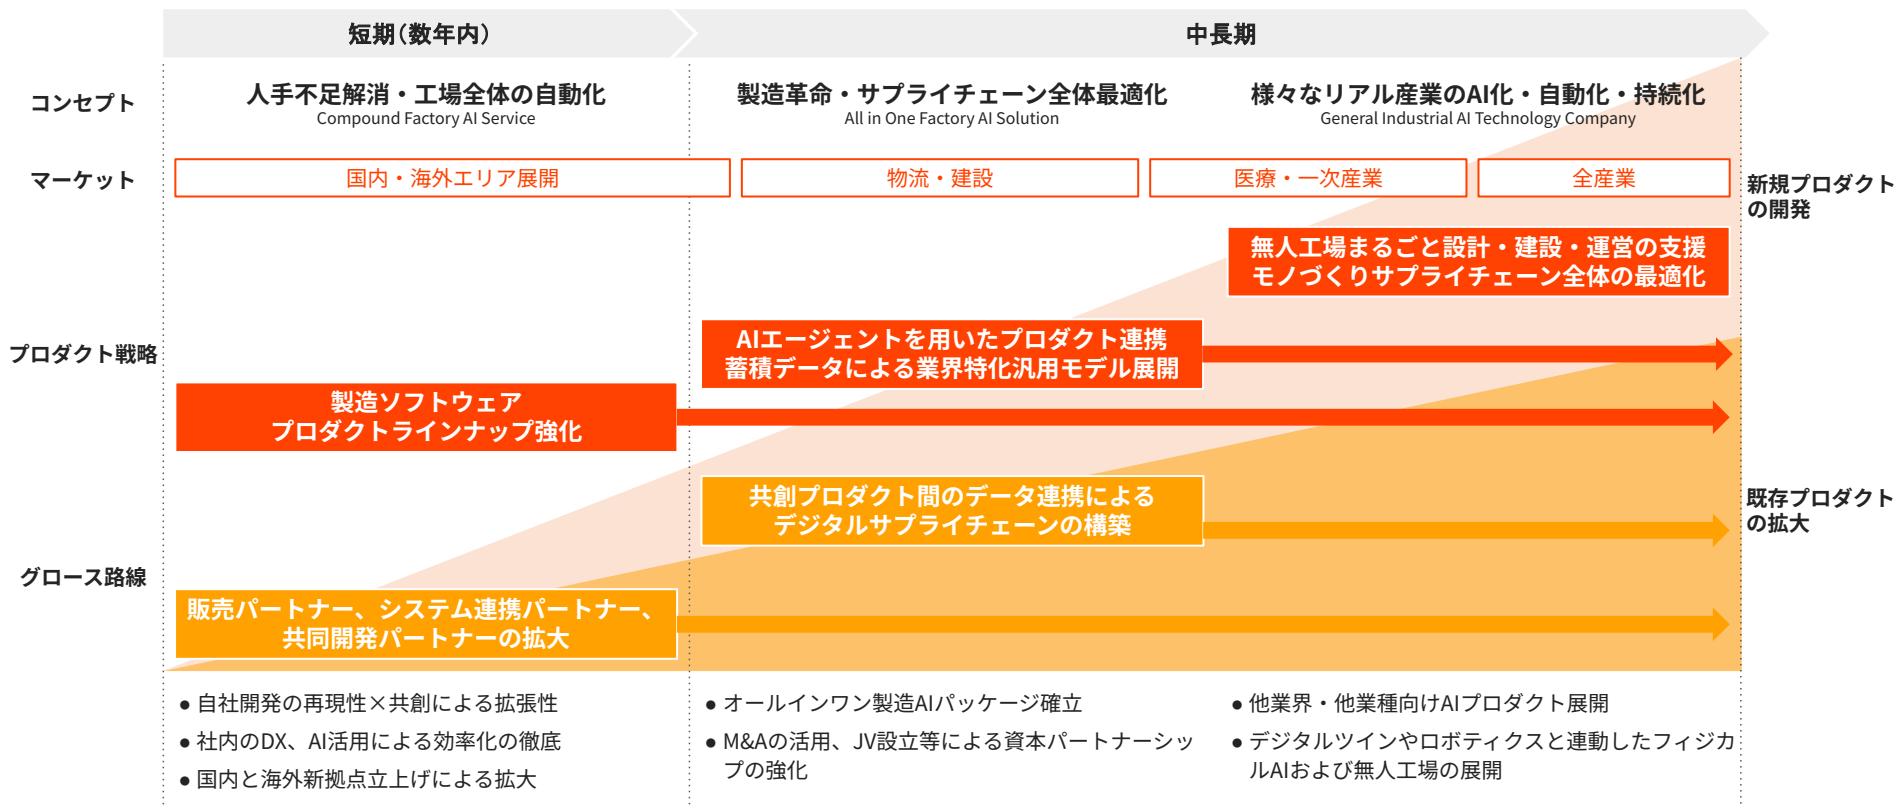 短期（数年内）
中長期
コンセプト
人手不足解消・工場全体の自動化
Compound Factory AI Service
製造革命・サプライチェーン全体最適化
All in One Factory AI Solution
様々なリアル産業のAI化・自動化・持続化
General Industrial AI Technology Company
マーケット
国内・海外エリア展開
物流・建設
医療・一次産業
全産業
新規プロダクト
の開発
無人工場まるごと設計・建設・運営の支援
モノづくりサプライチェーン全体の最適化
プロダクト戦略
AIエージェントを用いたプロダクト連携
蓄積データによる業界特化汎用モデル展開
製造ソフトウェア
プロダクトラインナップ強化
共創プロダクト間のデータ連携による
デジタルサプライチェーンの構築
既存プロダクト
の拡大
グロース路線
販売パートナー、システム連携パートナー、
共同開発パートナーの拡大
● 自社開発の再現性×共創による拡張性
● 社内のDX、AI活用による効率化の徹底
● 国内と海外新拠点立上げによる拡大
● オールインワン製造AIパッケージ確立
● M&Aの活用、JV設立等による資本パートナーシッ
プの強化
● 他業界・他業種向けAIプロダクト展開
● デジタルツインやロボティクスと連動したフィジカ
ルAIおよび無人工場の展開